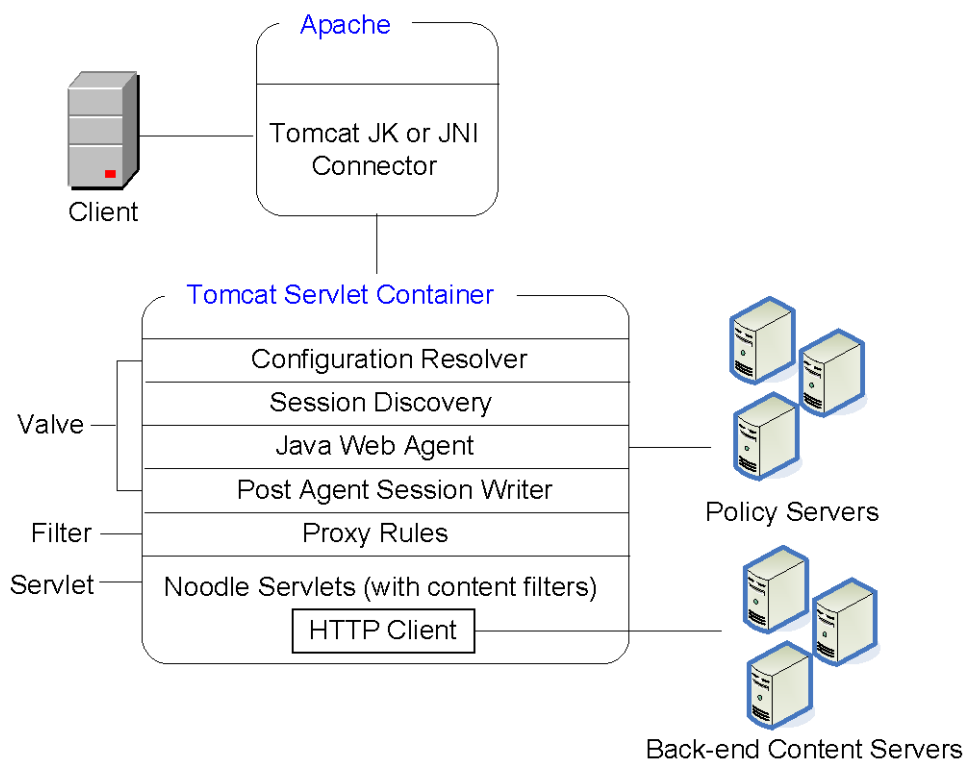 Apache
Tomcat JK or JNI
Connector
Client
Tomcat Servlet Container
Configuration Resolver
Session Discovery
Valve
Java Web Agent
Post Agent Session Writer
Policy Servers
Filter
Proxy Rules
Servlet
Noodle Servlets (with content filters)
HTTP Client
Back-end Content Servers